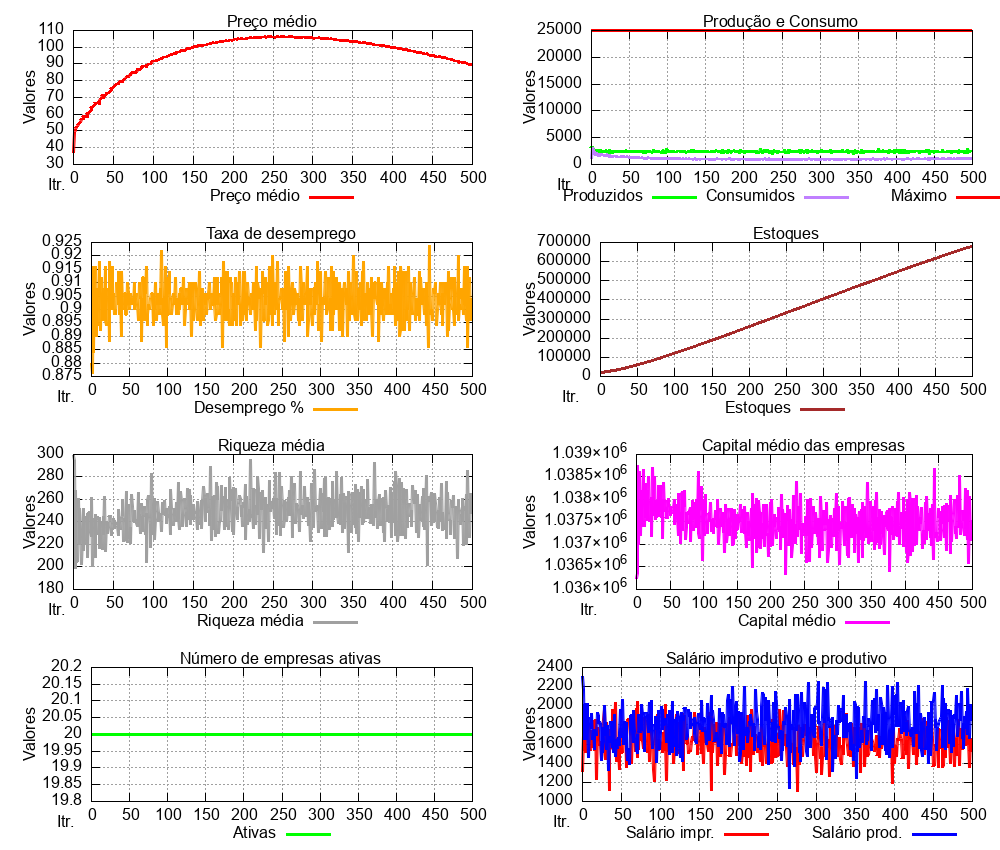 Preço médio
110
100
90
80
70
60
50
40
30
Valores
0 50 100 150 200 250 300 350 400 450 500
Itr.
Preço médio
Produção e Consumo
25000
20000
15000
10000
5000
0
Valores
0 50 100 150 200 250 300 350 400 450 500
Itr.
Produzidos Consumidos Máximo
Taxa de desemprego
0.925
0.92
0.915
0.91
0.905
0.9
0.895
0.89
0.885
0.88
0.875
Valores
0 50 100 150 200 250 300 350 400 450 500
Itr.
Desemprego %
Estoques
700000
600000
500000
400000
300000
200000
100000
0
Valores
0 50 100 150 200 250 300 350 400 450 500
Itr.
Estoques
Riqueza média
300
280
260
240
220
200
180
Valores
0 50 100 150 200 250 300 350 400 450 500
Itr.
Riqueza média
Capital médio das empresas
1.039×10⁶
1.0385×10⁶
1.038×10⁶
1.0375×10⁶
1.037×10⁶
1.0365×10⁶
1.036×10⁶
Valores
0 50 100 150 200 250 300 350 400 450 500
Itr.
Capital médio
Número de empresas ativas
20.2
20.15
20.1
20.05
20
19.95
19.9
19.85
19.8
Valores
0 50 100 150 200 250 300 350 400 450 500
Itr.
Ativas
Salário improdutivo e produtivo
2400
2200
2000
1800
1600
1400
1200
1000
Valores
0 50 100 150 200 250 300 350 400 450 500
Itr.
Salário impr. Salário prod.